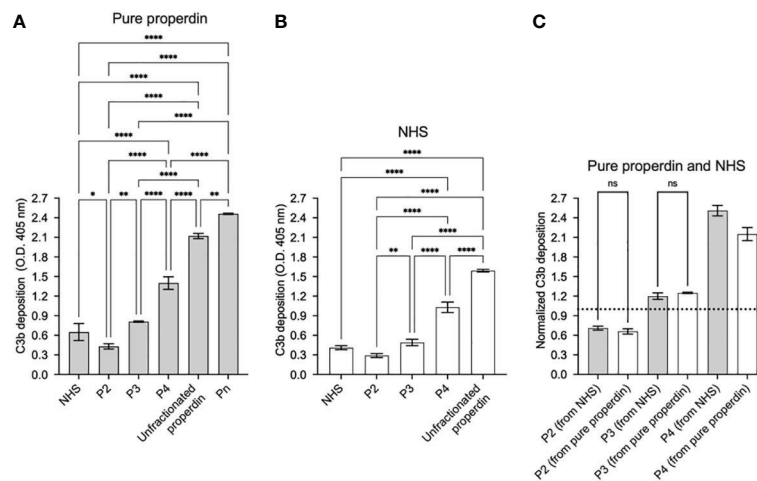 A
Pure properdin
****
****
****
****
****
****
****
****
****
*
**
****
****
**
C3b deposition (O.D. 405 nm)
2.7
2.4
2.1
1.8
1.5
1.2
0.9
0.6
0.3
0.0
NHS
P2
P3
P4
Unfractionated
properdin
Pn
B
NHS
****
****
****
****
****
**
****
****
C3b deposition (O.D. 405 nm)
2.7
2.4
2.1
1.8
1.5
1.2
0.9
0.6
0.3
0.0
NHS
P2
P3
P4
Unfractionated
properdin
C
Pure properdin and NHS
ns
ns
Normalized C3b deposition
2.7
2.4
2.1
1.8
1.5
1.2
0.9
0.6
0.3
0.0
P2 (from NHS)
P2 (from pure properdin)
P3 (from NHS)
P3 (from pure properdin)
P4 (from NHS)
P4 (from pure properdin)